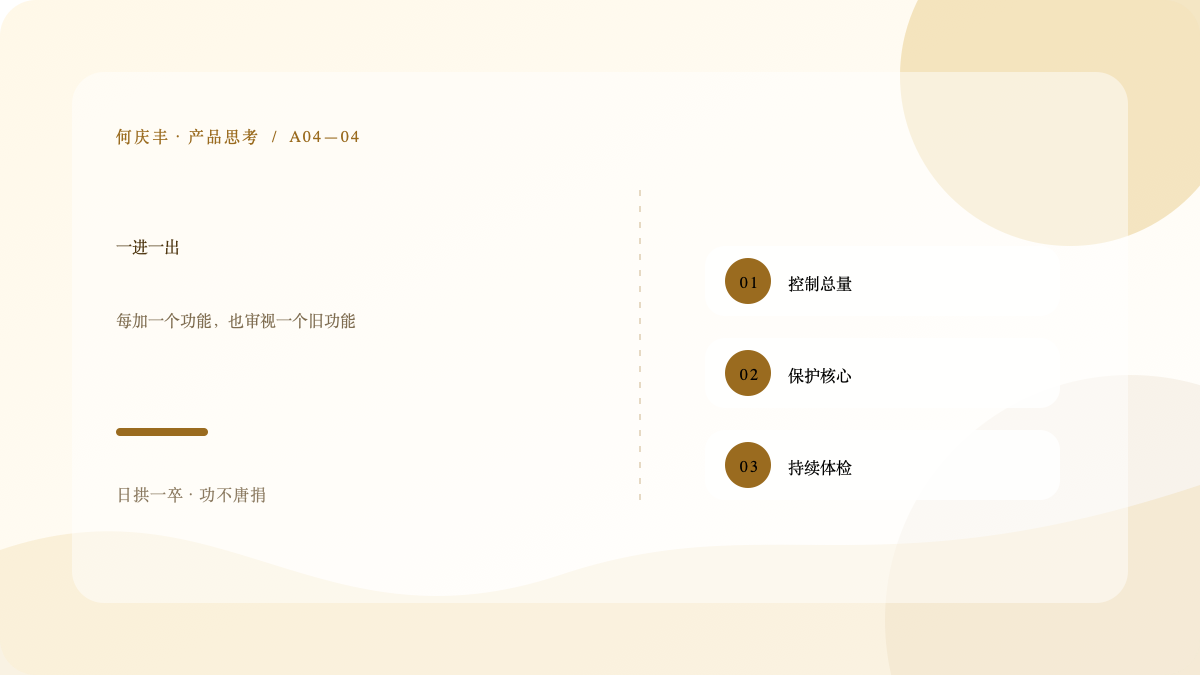 何庆丰 · 产品思考 / A04—04
一进一出
每加一个功能，也审视一个旧功能
日拱一卒 · 功不唐捐
01 控制总量
02 保护核心
03 持续体检